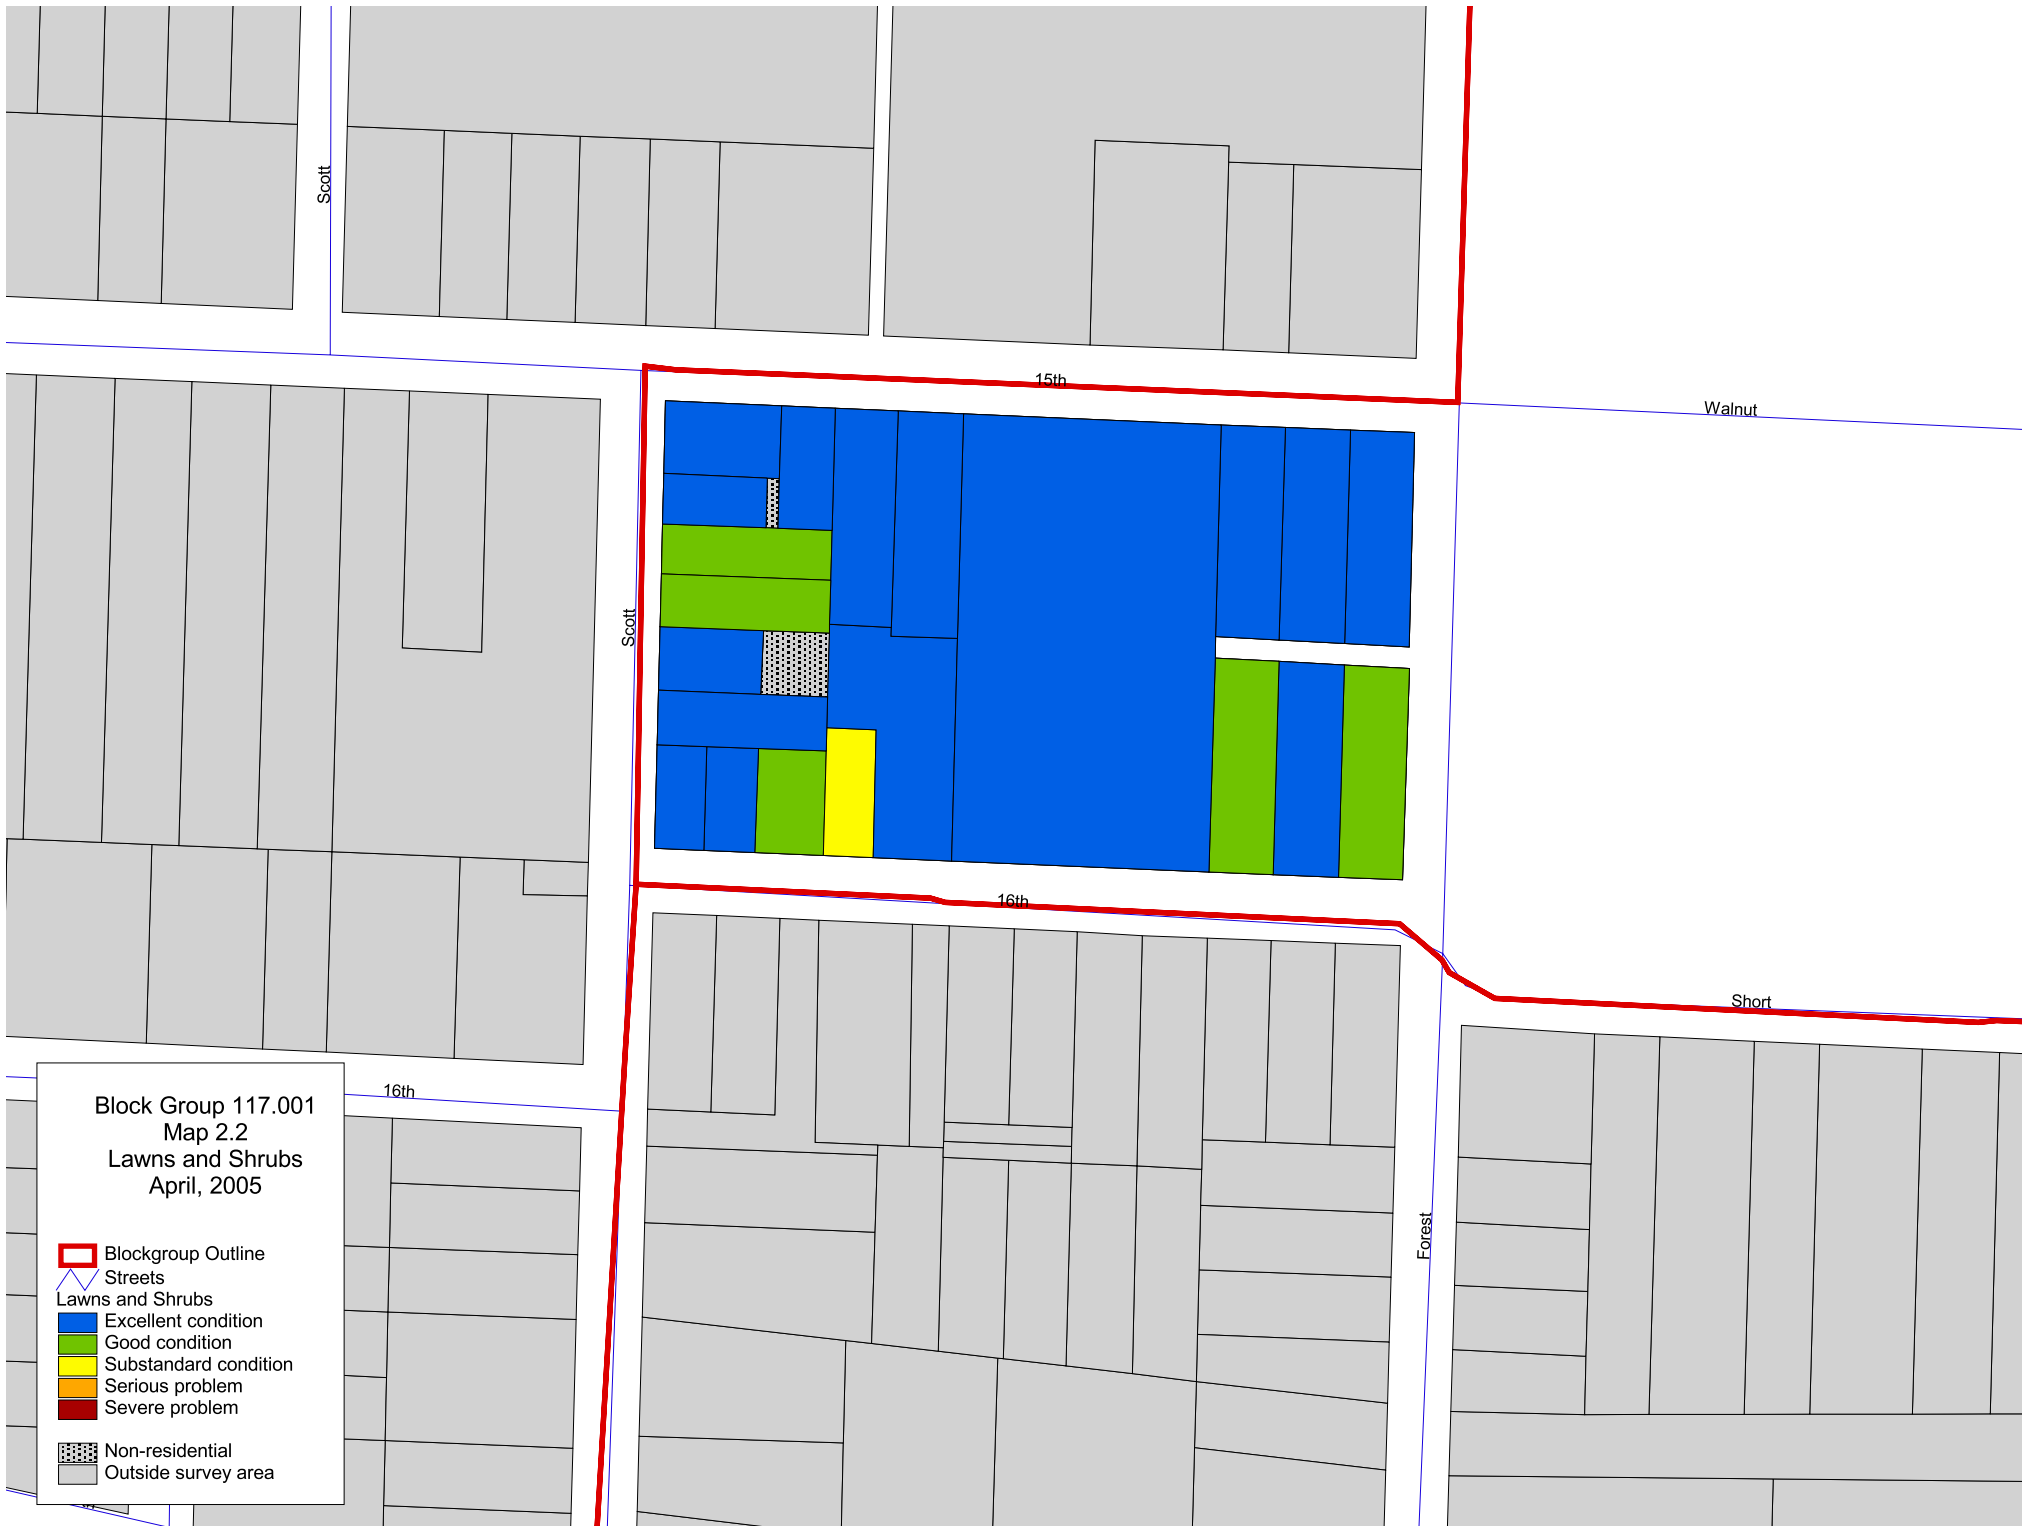 Scott
15th
Walnut
Scott
16th
Short
16th
Forest
Block Group 117.001
Map 2.2
Lawns and Shrubs
April, 2005
Blockgroup Outline
Streets
Lawns and Shrubs
Excellent condition
Good condition
Substandard condition
Serious problem
Severe problem
Non-residential
Outside survey area